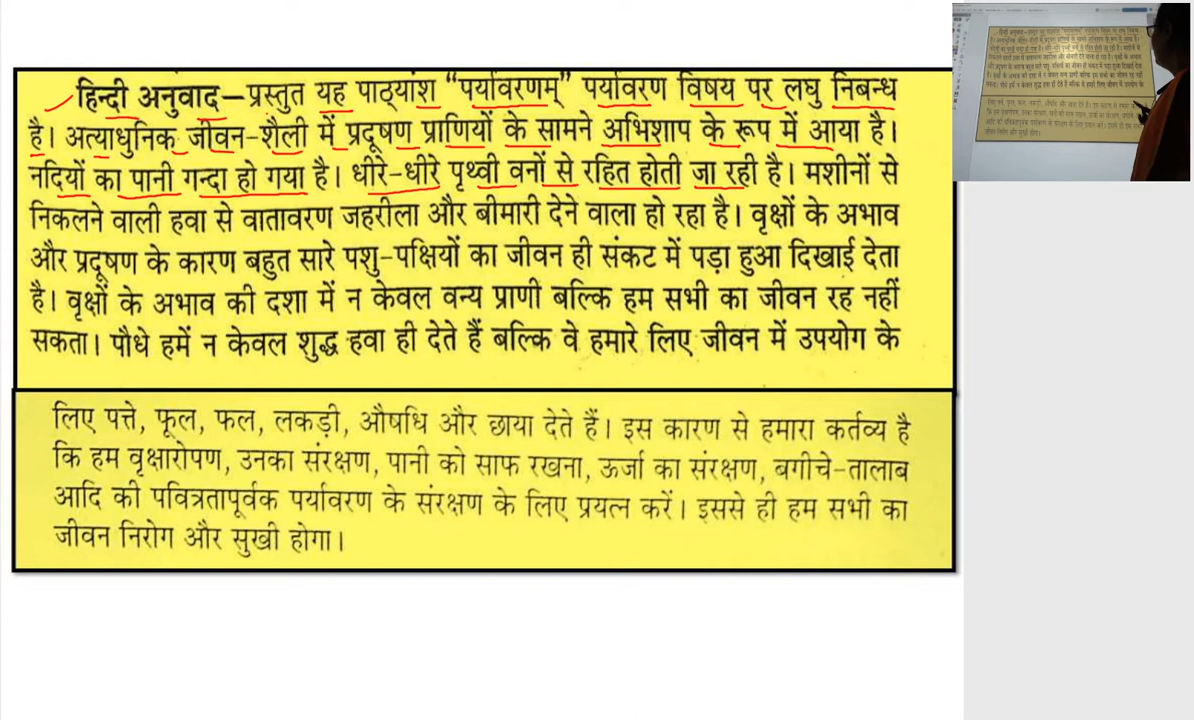 हिन्दी अनुवाद–प्रस्तुत यह पाठ्यांश “पर्यावरणम्” पर्यावरण विषय पर लघु निबन्ध
है। अत्याधुनिक जीवन-शैली में प्रदूषण प्राणियों के सामने अभिशाप के रूप में आया है।
नदियों का पानी गन्दा हो गया है। धीरे-धीरे पृथ्वी वनों से रहित होती जा रही है। मशीनों से
निकलने वाली हवा से वातावरण जहरीला और बीमारी देने वाला हो रहा है। वृक्षों के अभाव
और प्रदूषण के कारण बहुत सारे पशु-पक्षियों का जीवन ही संकट में पड़ा हुआ दिखाई देता
है। वृक्षों के अभाव की दशा में न केवल वन्य प्राणी बल्कि हम सभी का जीवन रह नहीं
सकता। पौधे हमें न केवल शुद्ध हवा ही देते हैं बल्कि वे हमारे लिए जीवन में उपयोग के
लिए पत्ते, फूल, फल, लकड़ी, औषधि और छाया देते हैं। इस कारण से हमारा कर्तव्य है
कि हम वृक्षारोपण, उनका संरक्षण, पानी को साफ रखना, ऊर्जा का संरक्षण, बगीचे-तालाब
आदि की पवित्रतापूर्वक पर्यावरण के संरक्षण के लिए प्रयत्न करें। इससे ही हम सभी का
जीवन निरोग और सुखी होगा।